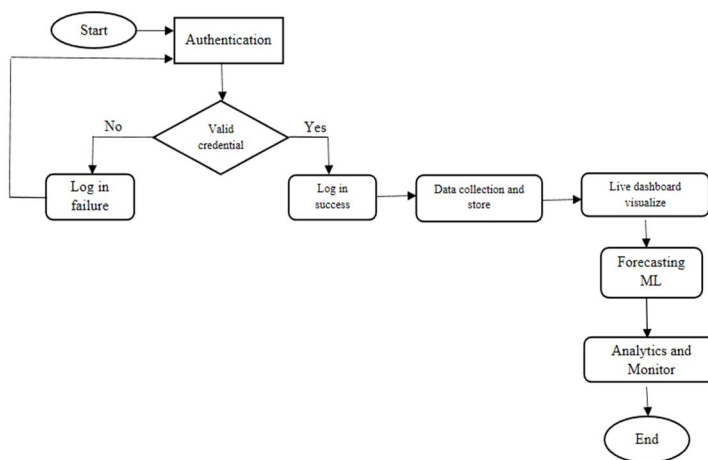 Start
Authentication
Valid
credential
No
Yes
Log in
failure
Log in
success
Data collection and
store
Live dashboard
visualize
Forecasting
ML
Analytics and
Monitor
End